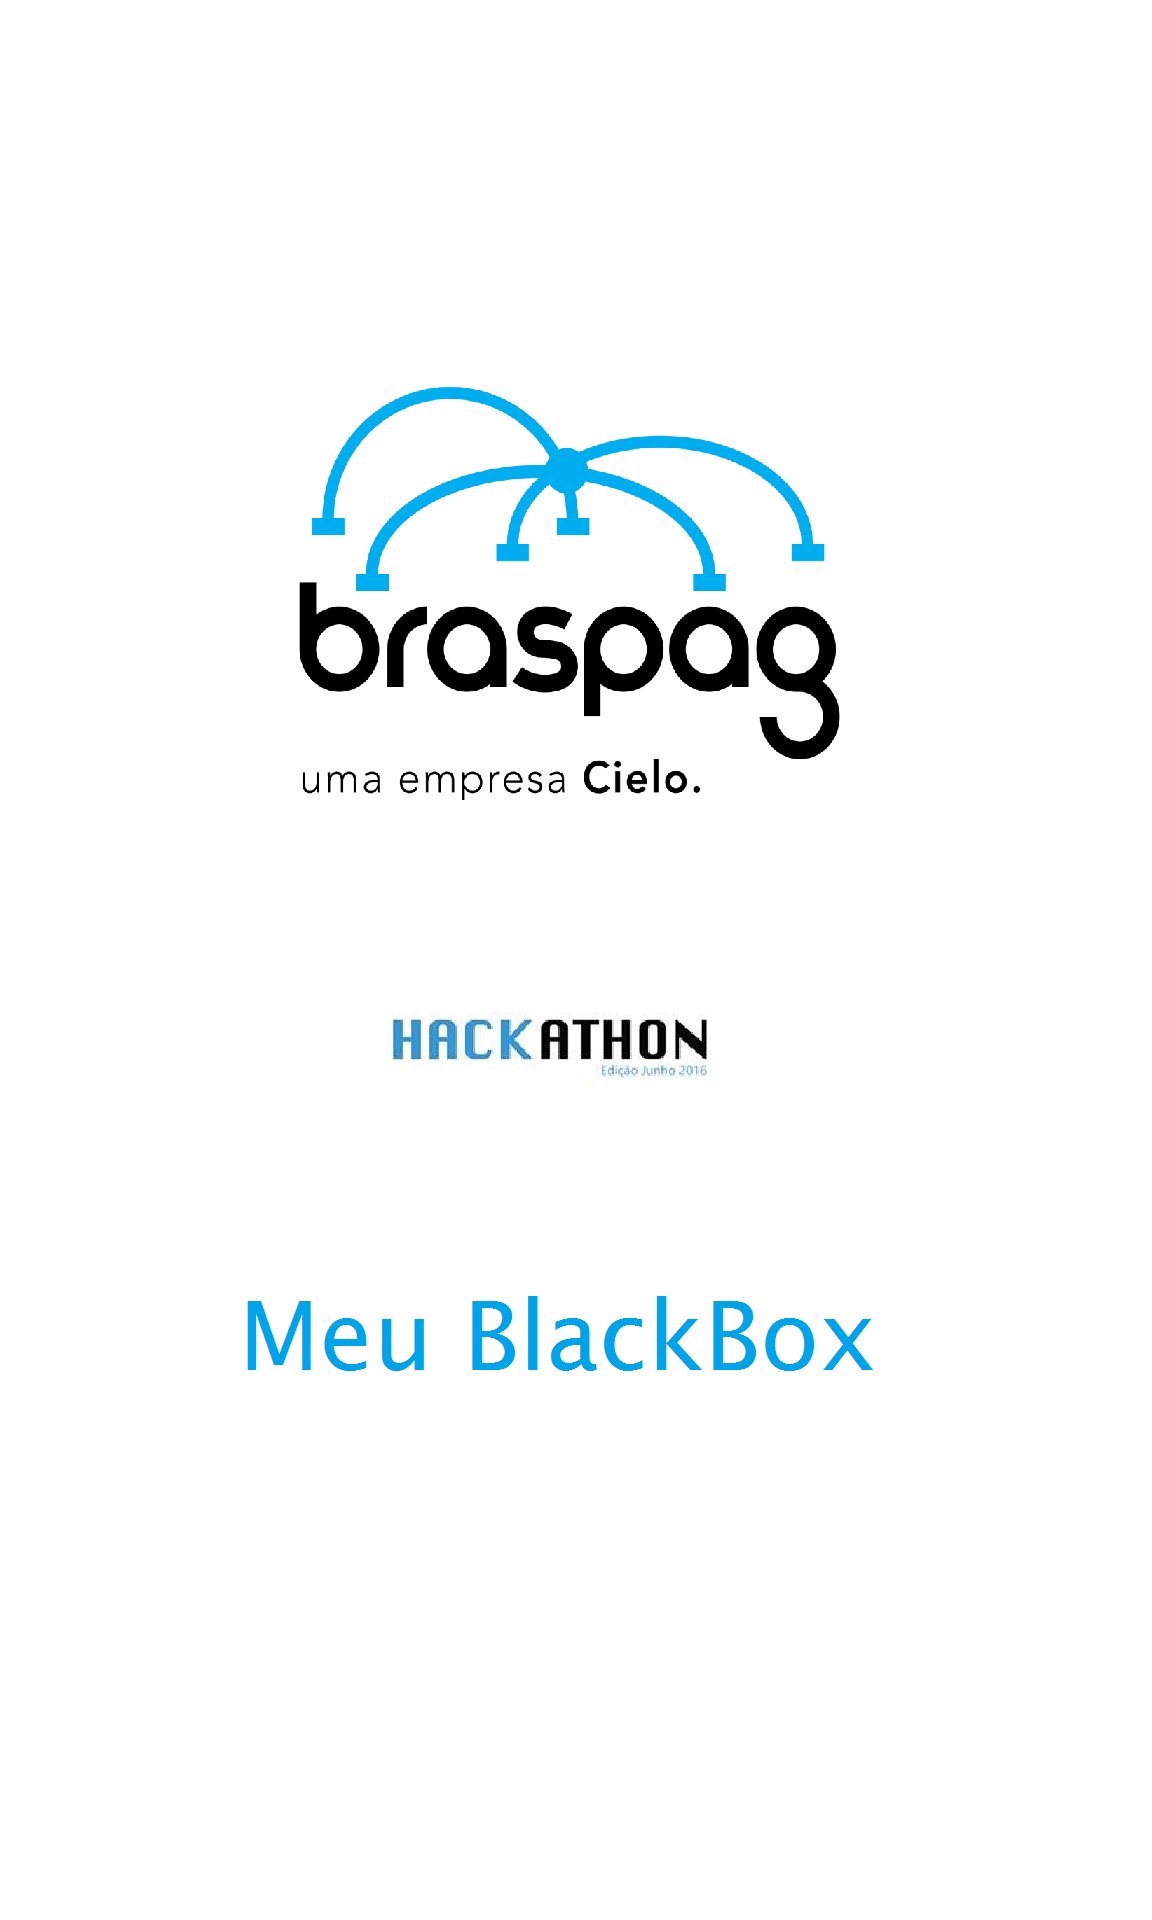 braspag
uma empresa Cielo.
HACKATHON
Edição Junho 2016
Meu BlackBox